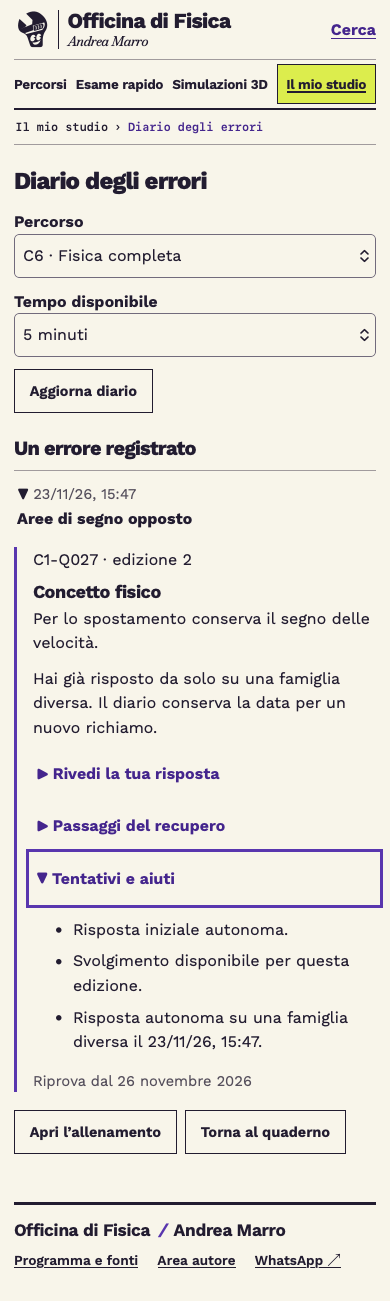 Officina di Fisica
Andrea Marro
Cerca
Percorsi Esame rapido Simulazioni 3D Il mio studio
Il mio studio › Diario degli errori
Diario degli errori
Percorso
C6 · Fisica completa
Tempo disponibile
5 minuti
Aggiorna diario
Un errore registrato
23/11/26, 15:47
Aree di segno opposto
C1-Q027 · edizione 2
Concetto fisico
Per lo spostamento conserva il segno delle
velocità.
Hai già risposto da solo su una famiglia
diversa. Il diario conserva la data per un
nuovo richiamo.
Rivedi la tua risposta
Passaggi del recupero
Tentativi e aiuti
• Risposta iniziale autonoma.
• Svolgimento disponibile per questa
edizione.
• Risposta autonoma su una famiglia
diversa il 23/11/26, 15:47.
Riprova dal 26 novembre 2026
Apri l’allenamento Torna al quaderno
Officina di Fisica / Andrea Marro
Programma e fonti Area autore WhatsApp ↗